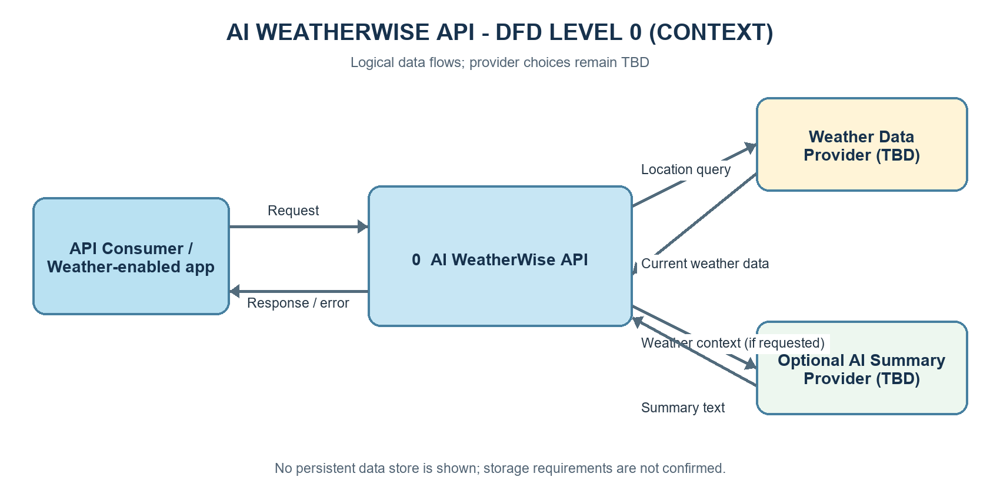 AI WEATHERWISE API - DFD LEVEL 0 (CONTEXT)
Logical data flows; provider choices remain TBD
Weather Data
Provider (TBD)
Location query
Request
API Consumer /
Weather-enabled app
0 AI WeatherWise API
Current weather data
Response / error
Weather context (if requested)
Optional AI Summary
Provider (TBD)
Summary text
No persistent data store is shown; storage requirements are not confirmed.